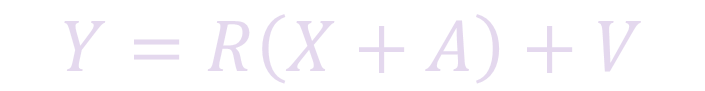 Y = R(X + A) + V